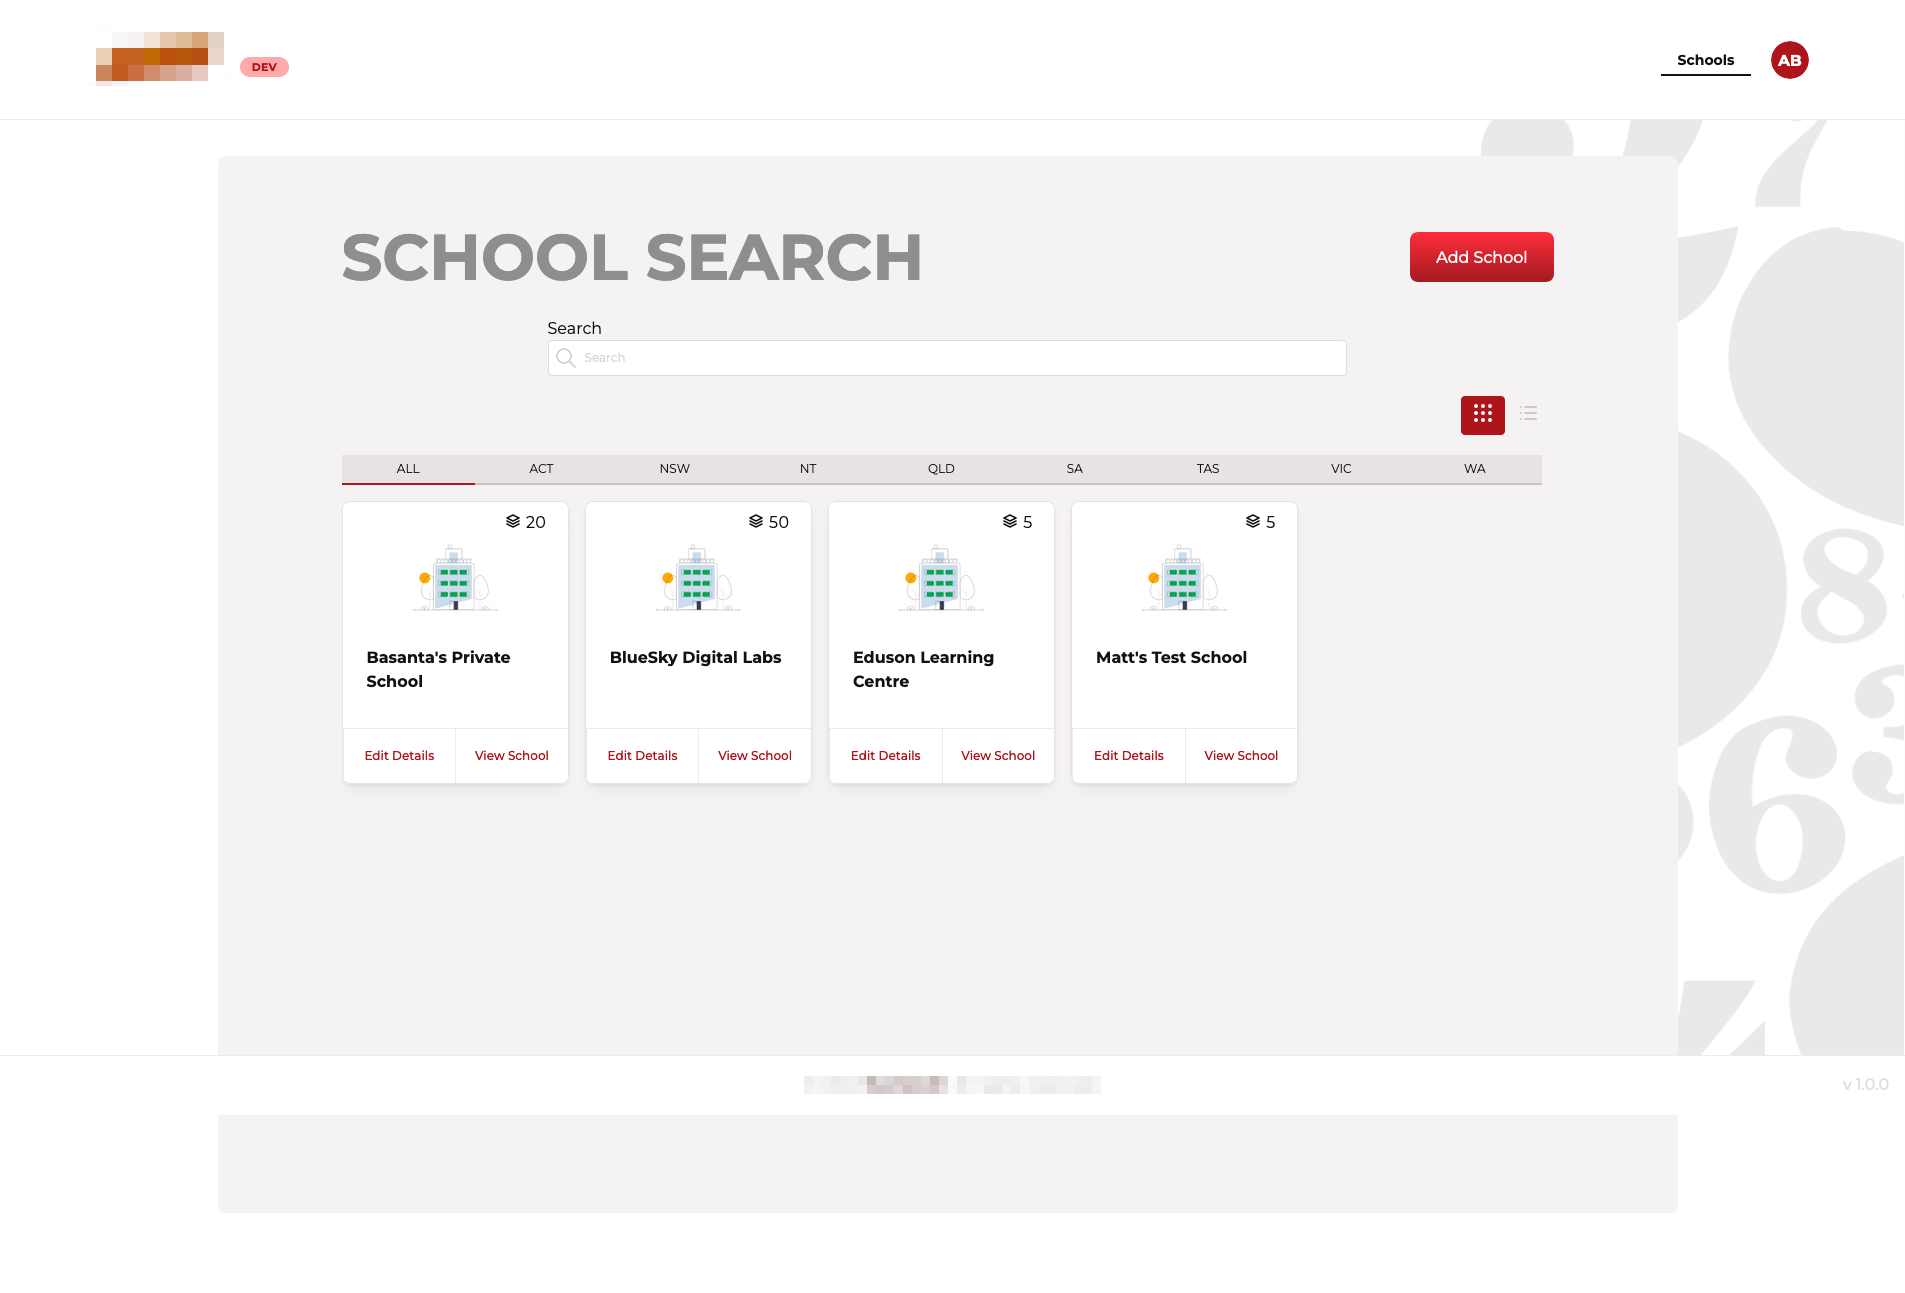 DEV
Schools
AB
SCHOOL SEARCH
Add School
Search
Search
ALL ACT NSW NT QLD SA TAS VIC WA
20
50
5
5
Basanta's Private
School
BlueSky Digital Labs
Eduson Learning
Centre
Matt's Test School
Edit Details View School
Edit Details View School
Edit Details View School
Edit Details View School
v 1.0.0